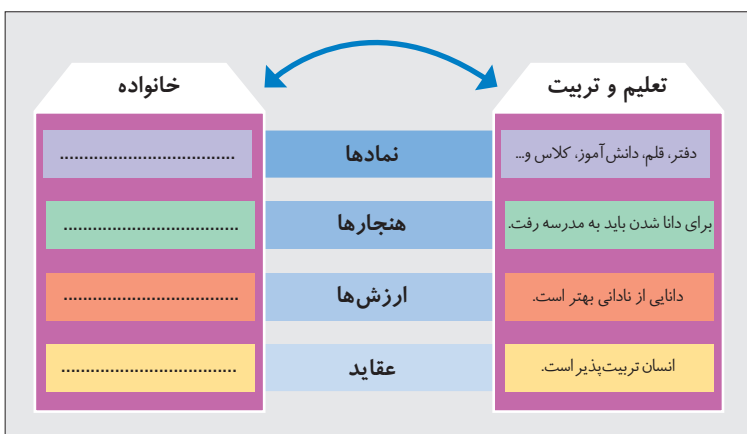 تعلیم و تربیت
خانواده
دفتر، قلم، دانش‌آموز، کلاس و...
نمادها
...................................
برای دانا شدن باید به مدرسه رفت.
هنجارها
...................................
دانایی از نادانی بهتر است.
ارزش‌ها
...................................
انسان تربیت‌پذیر است.
عقاید
...................................